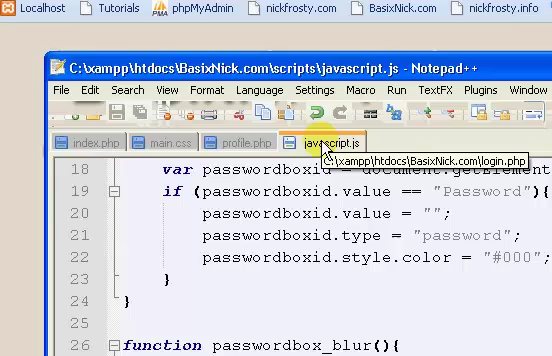 Localhost Tutorials phpMyAdmin nickfrosty.com BasixNick.com nickfrosty.info
C:\xampp\htdocs\BasixNick.com\scripts\javascript.js - Notepad++
File Edit Search View Format Language Settings Macro Run TextFX Plugins Window
index.php main.css profile.php javascript.js
C:\xampp\htdocs\BasixNick.com\login.php
18 var passwordboxid = document.getElement
19 if (passwordboxid.value == "Password"){
20 passwordboxid.value = "";
21 passwordboxid.type = "password";
22 passwordboxid.style.color = "#000";
23 }
24 }
25
26 function passwordbox_blur(){